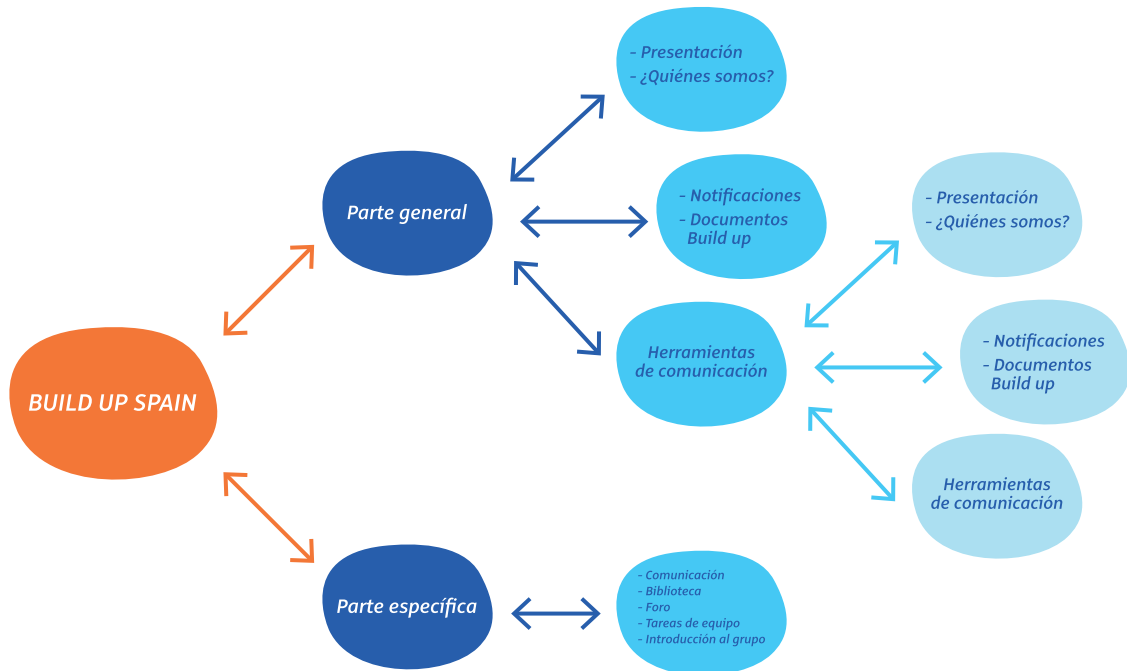 - Presentación
- ¿Quiénes somos?
Parte general
- Notificaciones
- Documentos
Build up
- Presentación
- ¿Quiénes somos?
Herramientas
de comunicación
- Notificaciones
- Documentos
Build up
BUILD UP SPAIN
Herramientas
de comunicación
Parte específica
- Comunicación
- Biblioteca
- Foro
- Tareas de equipo
- Introducción al grupo